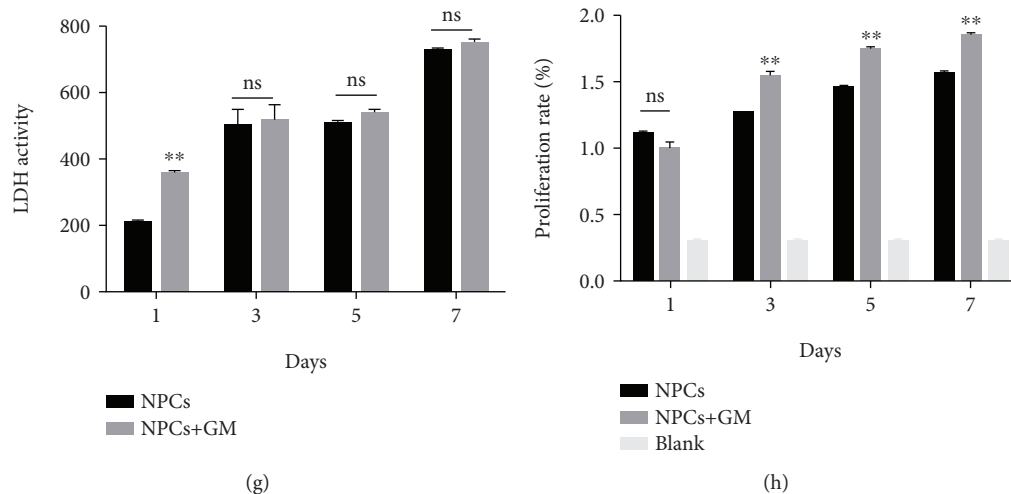 800
600
400
200
0
LDH activity
**
ns
ns
ns
1
3
5
7
Days
NPCs
NPCs+GM
(g)
2.0
1.5
1.0
0.5
0.0
Proliferation rate (%)
ns
**
**
**
1
3
5
7
Days
NPCs
NPCs+GM
Blank
(h)